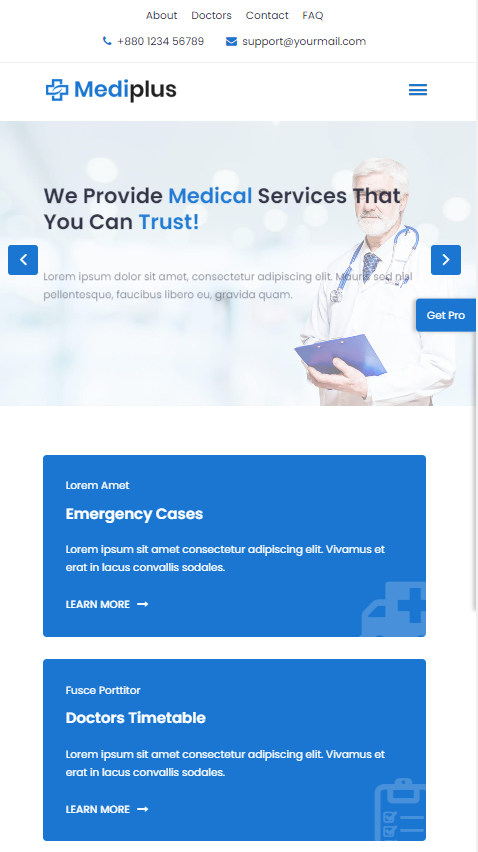 About Doctors Contact FAQ
+880 1234 56789 support@yourmail.com
Mediplus
We Provide Medical Services That
You Can Trust!
Lorem ipsum dolor sit amet, consectetur adipiscing elit. Mauris sed nisl
pellentesque, faucibus libero eu, gravida quam.
Get Pro
Lorem Amet
Emergency Cases
Lorem ipsum sit amet consectetur adipiscing elit. Vivamus et
erat in lacus convallis sodales.
LEARN MORE
Fusce Porttitor
Doctors Timetable
Lorem ipsum sit amet consectetur adipiscing elit. Vivamus et
erat in lacus convallis sodales.
LEARN MORE